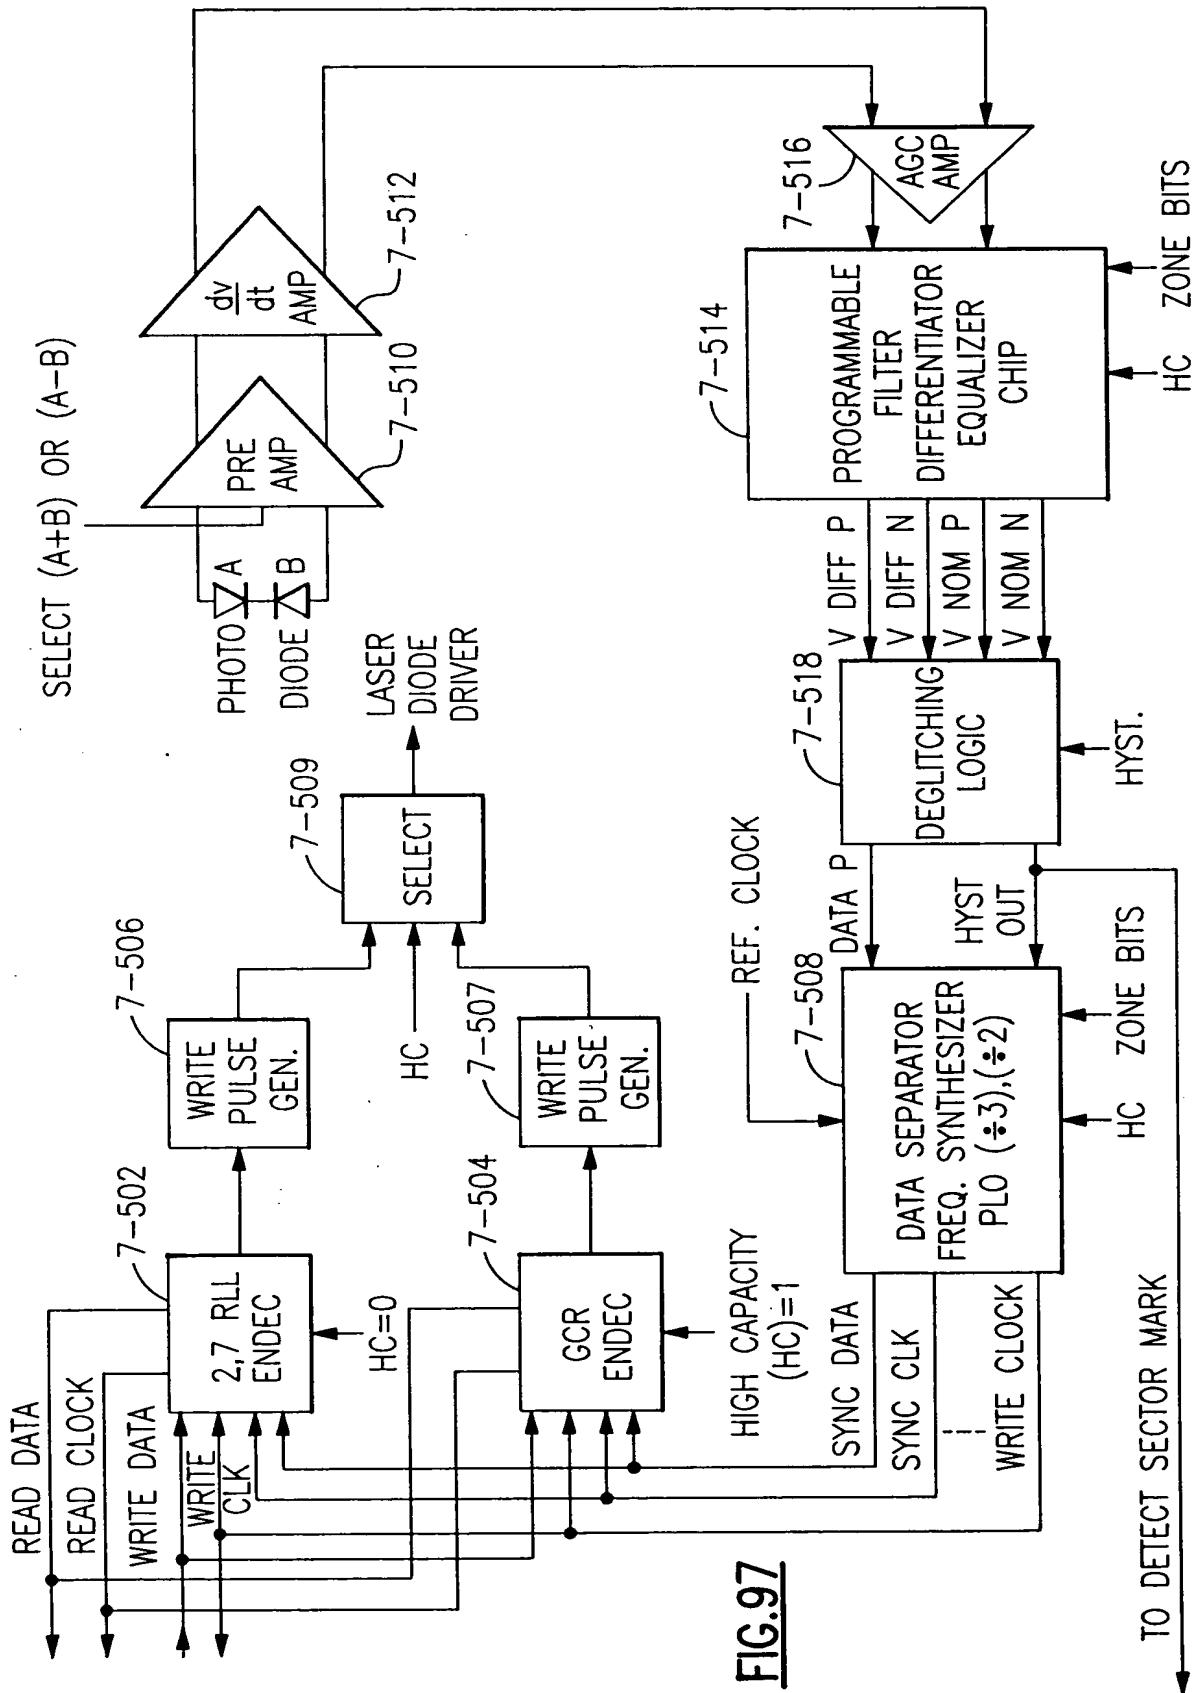 READ DATA
READ CLOCK
WRITE DATA
WRITE
CLK
7-502
2,7 RLL
ENDEC
HC=0
7-506
WRITE
PULSE
GEN.
7-504
GCR
ENDEC
HIGH CAPACITY
(HC)=1
7-507
WRITE
PULSE
GEN.
HC
7-509
SELECT
LASER
DIODE
DRIVER
SELECT (A+B) OR (A-B)
PHOTO
DIODE
A
B
PRE
AMP
7-510
dv
dt
AMP
7-512
7-516
AGC
AMP
7-514
PROGRAMMABLE
FILTER
DIFFERENTIATOR
EQUALIZER
CHIP
HC
ZONE BITS
V DIFF P
V DIFF N
V NOM P
V NOM N
7-518
DEGLITCHING
LOGIC
HYST.
DATA P
HYST
OUT
REF. CLOCK
7-508
DATA SEPARATOR
FREQ. SYNTHESIZER
PLO (÷3),(÷2)
HC
ZONE BITS
SYNC DATA
SYNC CLK
WRITE CLOCK
TO DETECT SECTOR MARK
FIG.97